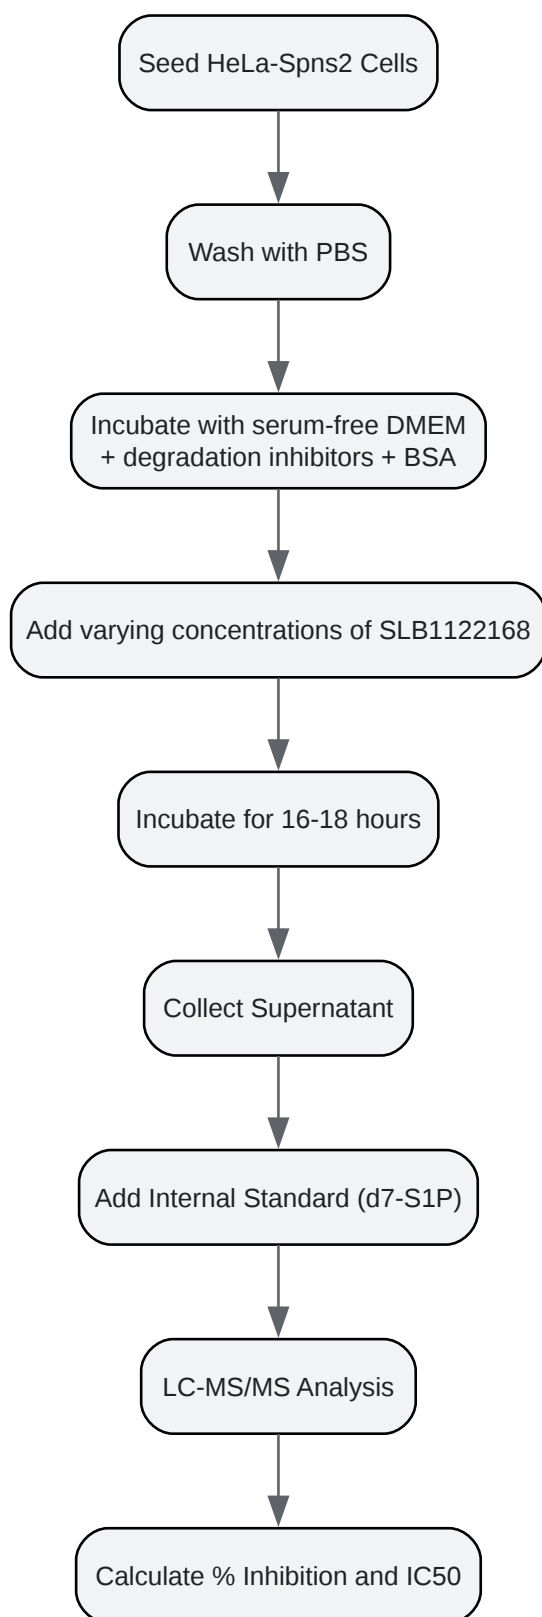 Seed HeLa-Spns2 Cells
Wash with PBS
Incubate with serum-free DMEM
+ degradation inhibitors + BSA
Add varying concentrations of SLB1122168
Incubate for 16-18 hours
Collect Supernatant
Add Internal Standard (d7-S1P)
LC-MS/MS Analysis
Calculate % Inhibition and IC50